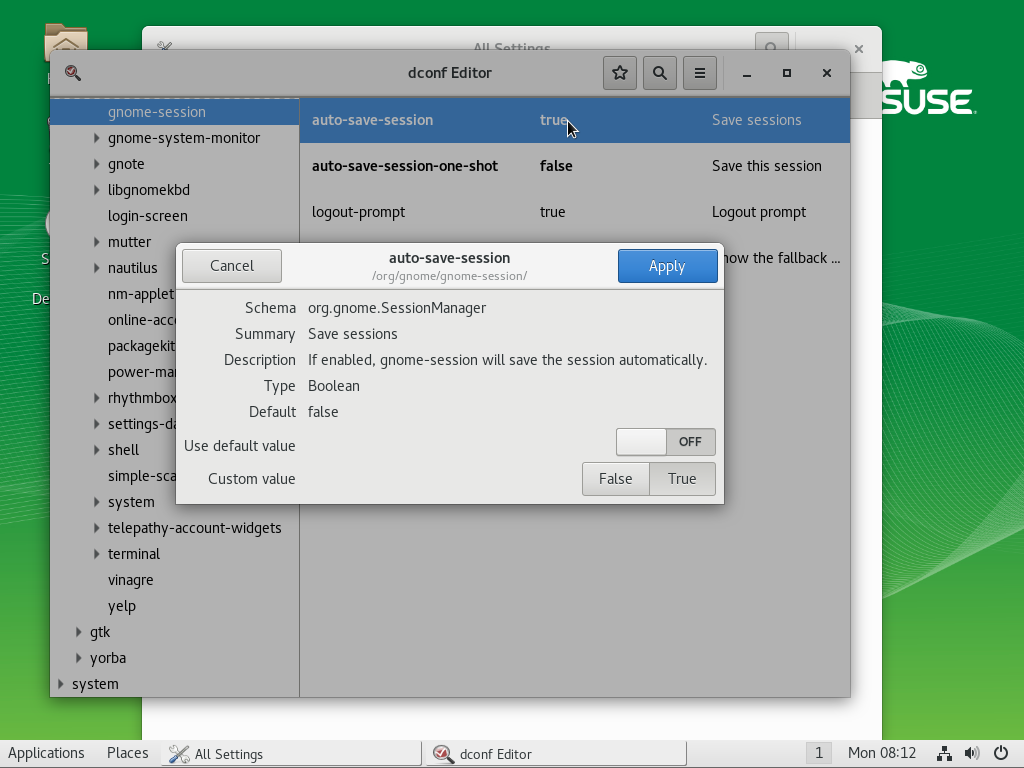 All Settings
dconf Editor
SUSE
gnome-session
gnome-system-monitor
gnote
libgnomekbd
login-screen
mutter
nautilus
nm-applet
online-acc
packagekit
power-ma
rhythmbox
settings-da
shell
simple-sca
system
telepathy-account-widgets
terminal
vinagre
yelp
gtk
yorba
system
auto-save-session true Save sessions
auto-save-session-one-shot false Save this session
logout-prompt true Logout prompt
how the fallback ...
Cancel
auto-save-session
/org/gnome/gnome-session/
Apply
Schema org.gnome.SessionManager
Summary Save sessions
Description If enabled, gnome-session will save the session automatically.
Type Boolean
Default false
Use default value OFF
Custom value False True
De
Applications Places All Settings dconf Editor 1 Mon 08:12